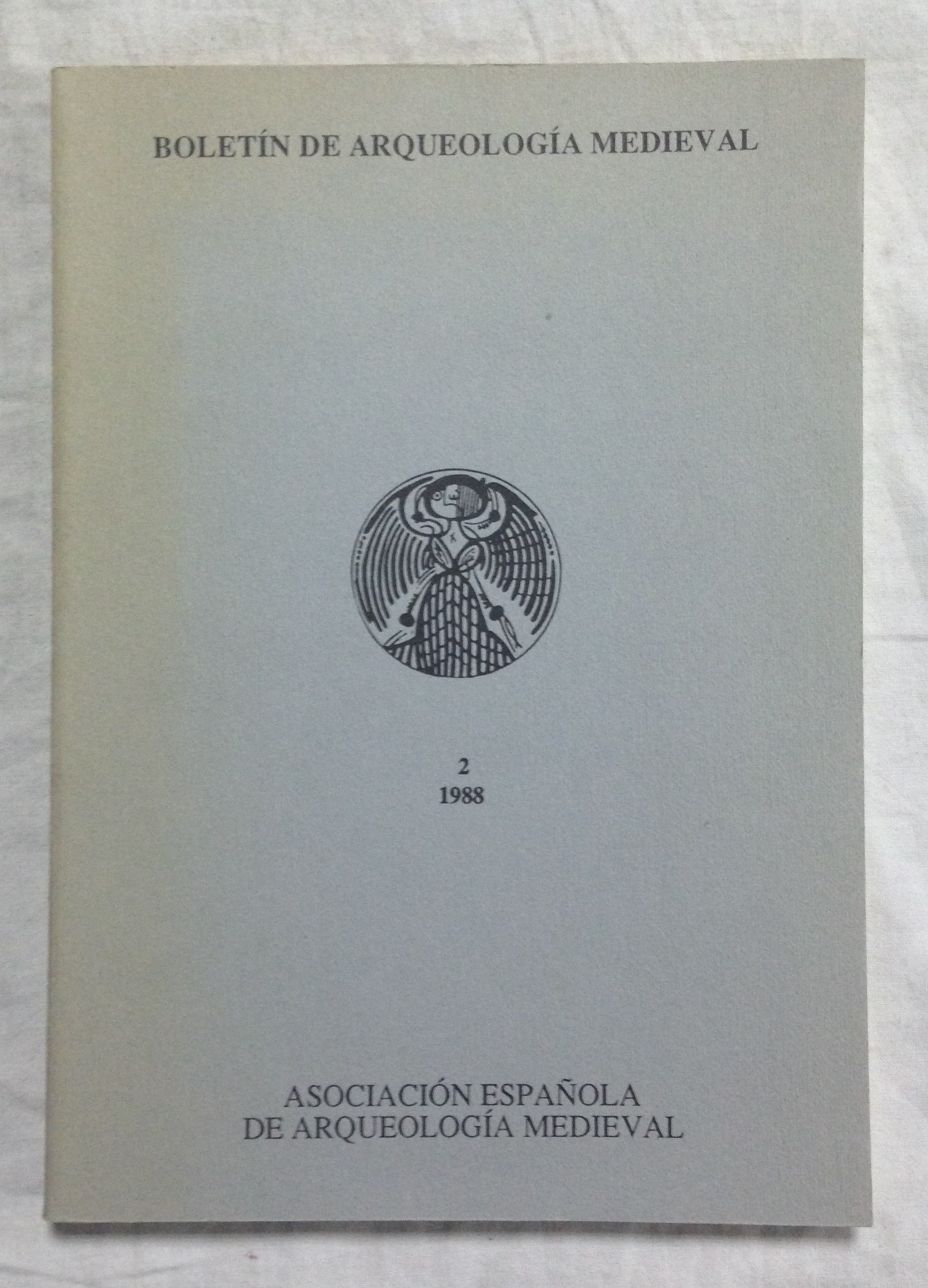 BOLETÍN DE ARQUEOLOGÍA MEDIEVAL
2
1988
ASOCIACIÓN ESPAÑOLA
DE ARQUEOLOGÍA MEDIEVAL